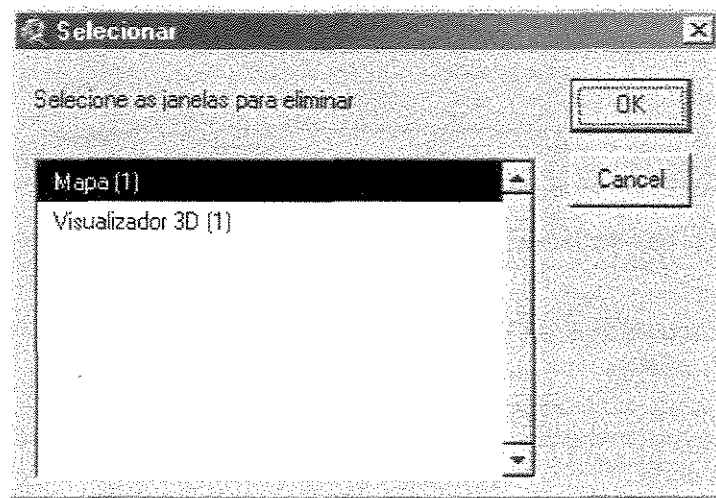 Selecionar
Selecione as janelas para eliminar
OK
Mapa (1)
Cancel
Visualizador 3D (1)